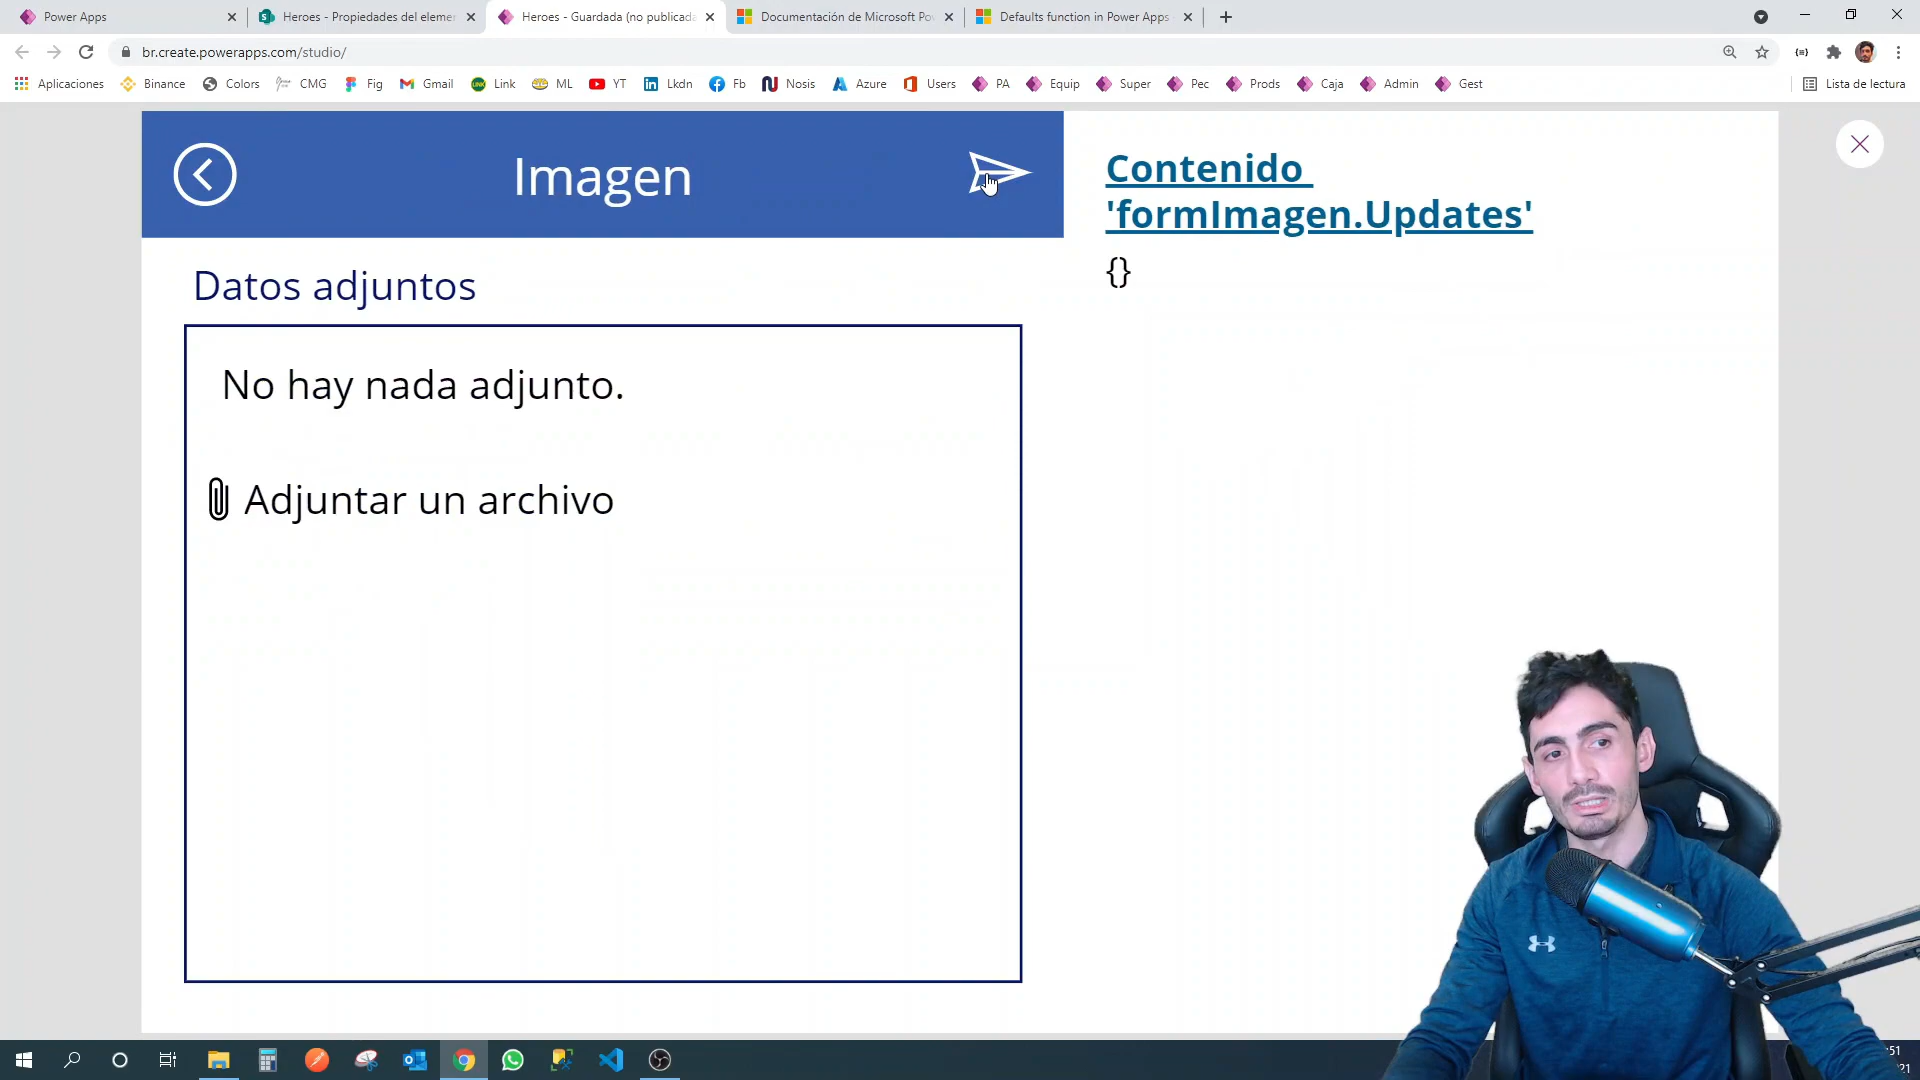 Power Apps
Heroes - Propiedades del elemen
Heroes - Guardada (no publicada
Documentación de Microsoft Po
Defaults function in Power Apps
br.create.powerapps.com/studio/
Aplicaciones
Binance
Colors
CMG
Fig
Gmail
Link
ML
YT
Lkdn
Fb
Nosis
Azure
Users
PA
Equip
Super
Pec
Prods
Caja
Admin
Gest
Lista de lectura
Imagen
Contenido
'formImagen.Updates'
{}
Datos adjuntos
No hay nada adjunto.
Adjuntar un archivo